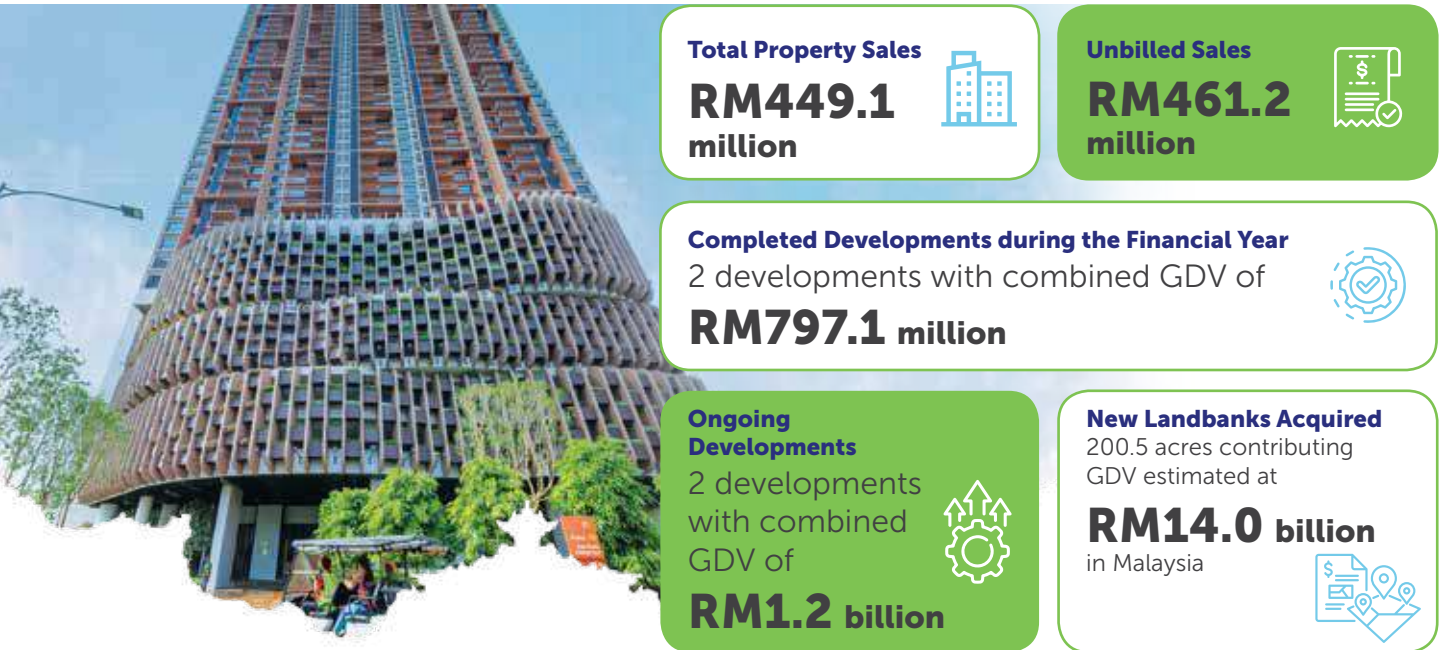 Total Property Sales
RM449.1
million
Unbilled Sales
RM461.2
million
Completed Developments during the Financial Year
2 developments with combined GDV of
RM797.1 million
Ongoing
Developments
2 developments
with combined
GDV of
RM1.2 billion
New Landbanks Acquired
200.5 acres contributing
GDV estimated at
RM14.0 billion
in Malaysia